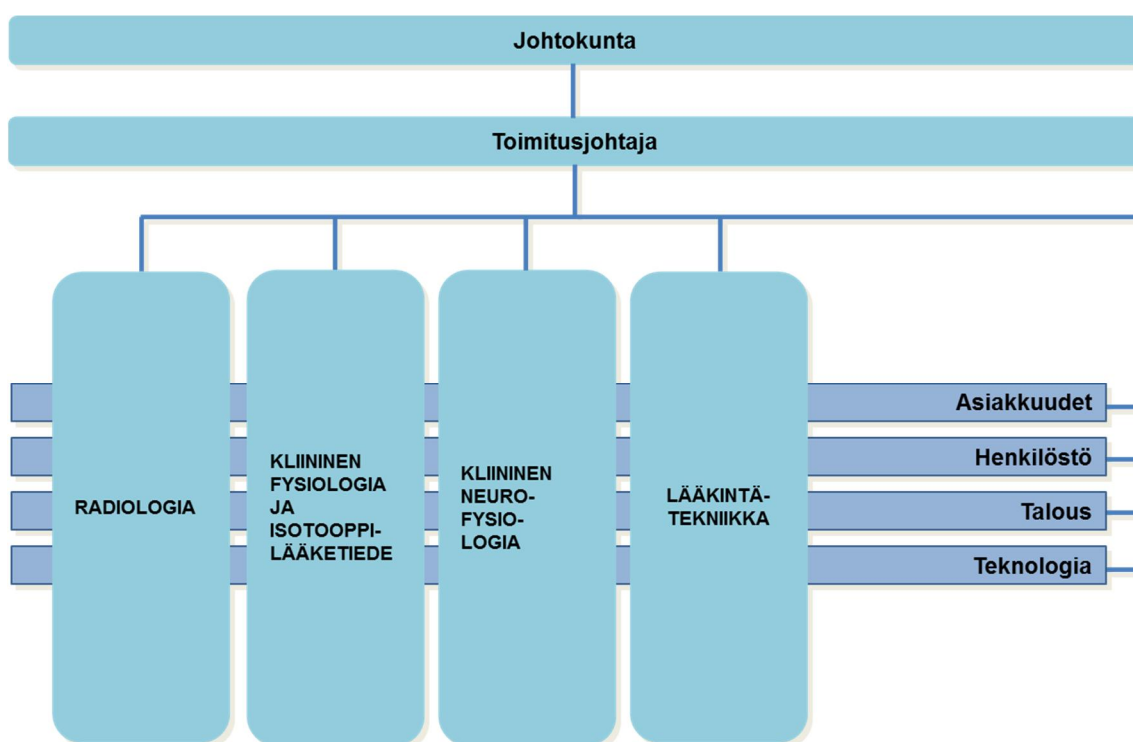 Johtokunta
Toimitusjohtaja
RADIOLOGIA
KLIININEN
FYSIOLOGIA
JA
ISOTOOPPI-
LÄÄKETIEDE
KLIININEN
NEURO-
FYSIO-
LOGIA
LÄÄKINTÄ-
TEKNIIKKA
Asiakkuudet
Henkilöstö
Talous
Teknologia